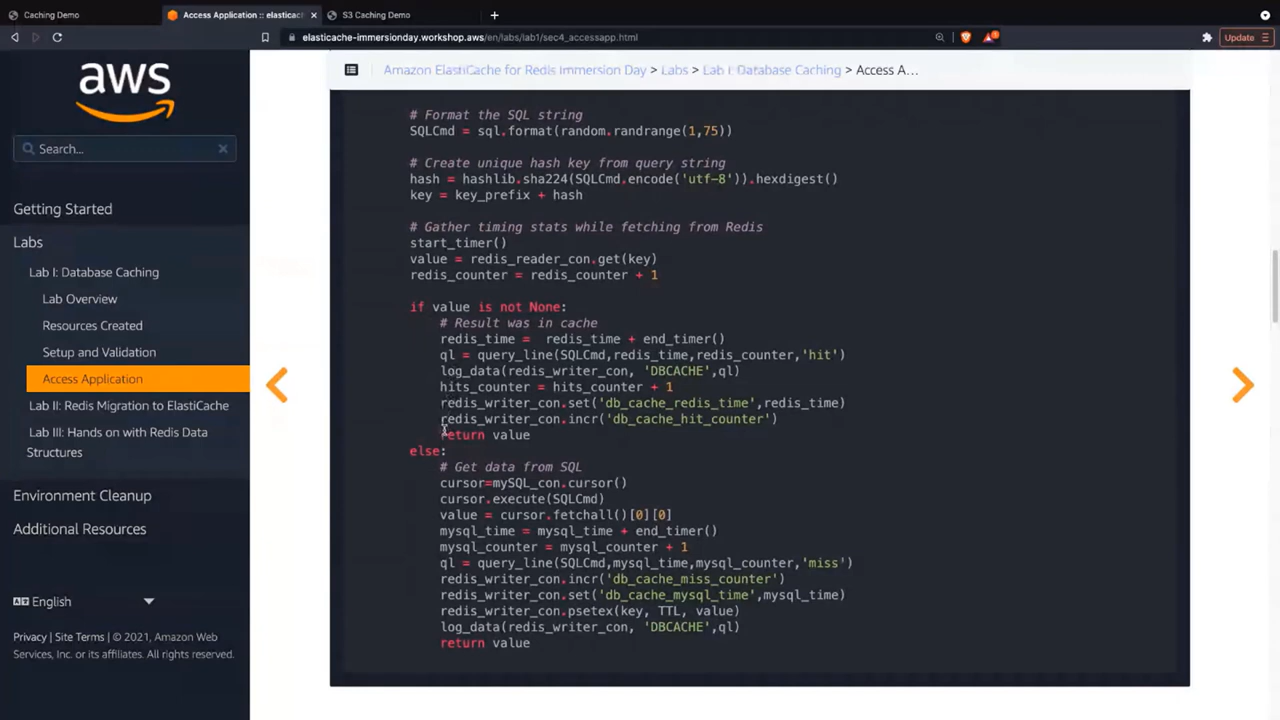 Caching Demo
Access Application :: elasticac
S3 Caching Demo
elasticache-immersionday.workshop.aws/en/labs/lab1/sec4_accessapp.html
Update
aws
Search...
Getting Started
Labs
Lab I: Database Caching
Lab Overview
Resources Created
Setup and Validation
Access Application
Lab II: Redis Migration to ElastiCache
Lab III: Hands on with Redis Data
Structures
Environment Cleanup
Additional Resources
English
Privacy | Site Terms | © 2021, Amazon Web
Services, Inc. or its affiliates. All rights reserved.
Amazon ElastiCache for Redis Immersion Day > Labs > Lab I: Database Caching > Access A...
# Format the SQL string
SQLCmd = sql.format(random.randrange(1,75))
# Create unique hash key from query string
hash = hashlib.sha224(SQLCmd.encode('utf-8')).hexdigest()
key = key_prefix + hash
# Gather timing stats while fetching from Redis
start_timer()
value = redis_reader_con.get(key)
redis_counter = redis_counter + 1
if value is not None:
# Result was in cache
redis_time =  redis_time + end_timer()
ql = query_line(SQLCmd,redis_time,redis_counter,'hit')
log_data(redis_writer_con, 'DBCACHE',ql)
hits_counter = hits_counter + 1
redis_writer_con.set('db_cache_redis_time',redis_time)
redis_writer_con.incr('db_cache_hit_counter')
return value
else:
# Get data from SQL
cursor=mySQL_con.cursor()
cursor.execute(SQLCmd)
value = cursor.fetchall()[0][0]
mysql_time = mysql_time + end_timer()
mysql_counter = mysql_counter + 1
ql = query_line(SQLCmd,mysql_time,mysql_counter,'miss')
redis_writer_con.incr('db_cache_miss_counter')
redis_writer_con.set('db_cache_mysql_time',mysql_time)
redis_writer_con.psetex(key, TTL, value)
log_data(redis_writer_con, 'DBCACHE',ql)
return value